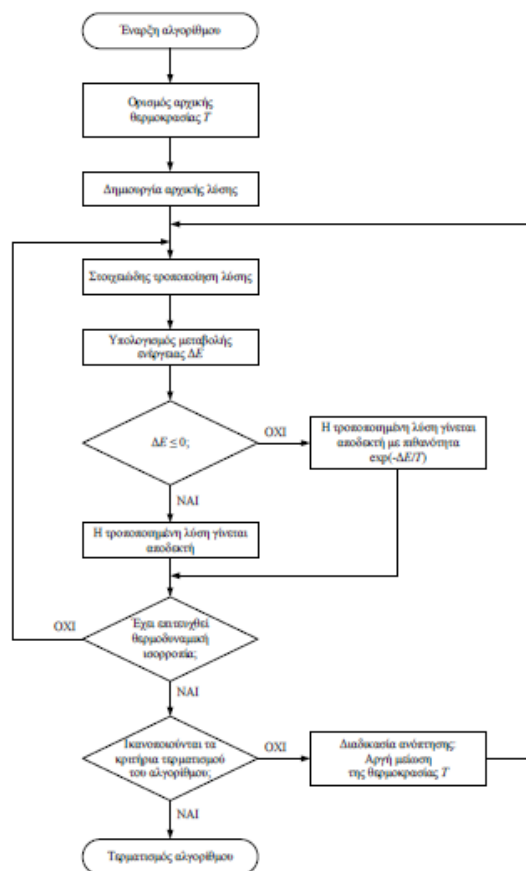 Έναρξη αλγορίθμου
Ορισμός αρχικής
θερμοκρασίας T
Δημιουργία αρχικής λύσης
Στοιχειώδης τροποποίηση λύσης
Υπολογισμός μεταβολής
ενέργειας ΔE
ΔE ≤ 0;
ΟΧΙ
Η τροποποιημένη λύση γίνεται
αποδεκτή με πιθανότητα
exp(-ΔE/T)
ΝΑΙ
Η τροποποιημένη λύση γίνεται
αποδεκτή
ΟΧΙ
Έχει επιτευχθεί
θερμοδυναμική
ισορροπία;
ΝΑΙ
Ικανοποιούνται τα
κριτήρια τερματισμού
του αλγορίθμου;
ΟΧΙ
Διαδικασία ανόπτησης:
Αργή μείωση
της θερμοκρασίας T
ΝΑΙ
Τερματισμός αλγορίθμου